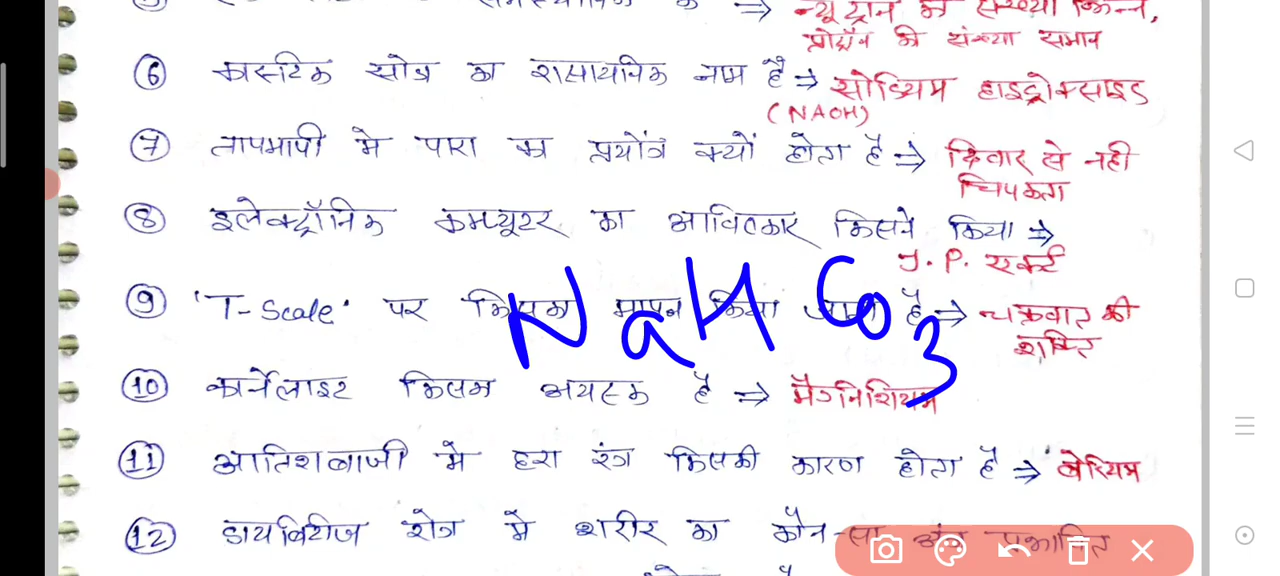 ⇒ न्यूट्रॉन की संख्या भिन्न,
प्रोटॉन की संख्या समान
⑥ कास्टिक सोडा का रासायनिक नाम है ⇒ सोडियम हाइड्रोक्साइड
(NAOH)
⑦ तापमापी मे पारा का प्रयोग क्यों होता है ⇒ दिवार से नही
चिपकता
⑧ इलेक्ट्रॉनिक कम्प्यूटर का आविष्कार किसने किया ⇒
J. P. एकर्ट
⑨ 'T-Scale' पर किसका मापन किया जाता है ⇒ चक्रवात की
शक्ति
NaHCO3
⑩ कार्नेलाइट किसका अयस्क है ⇒ मैग्निशियम
⑪ आतिशबाजी मे हरा रंग किसकी कारण होता है ⇒ बेरियम
⑫ डायबिटीज रोग मे शरीर का कौन-सा अंग प्रभावित